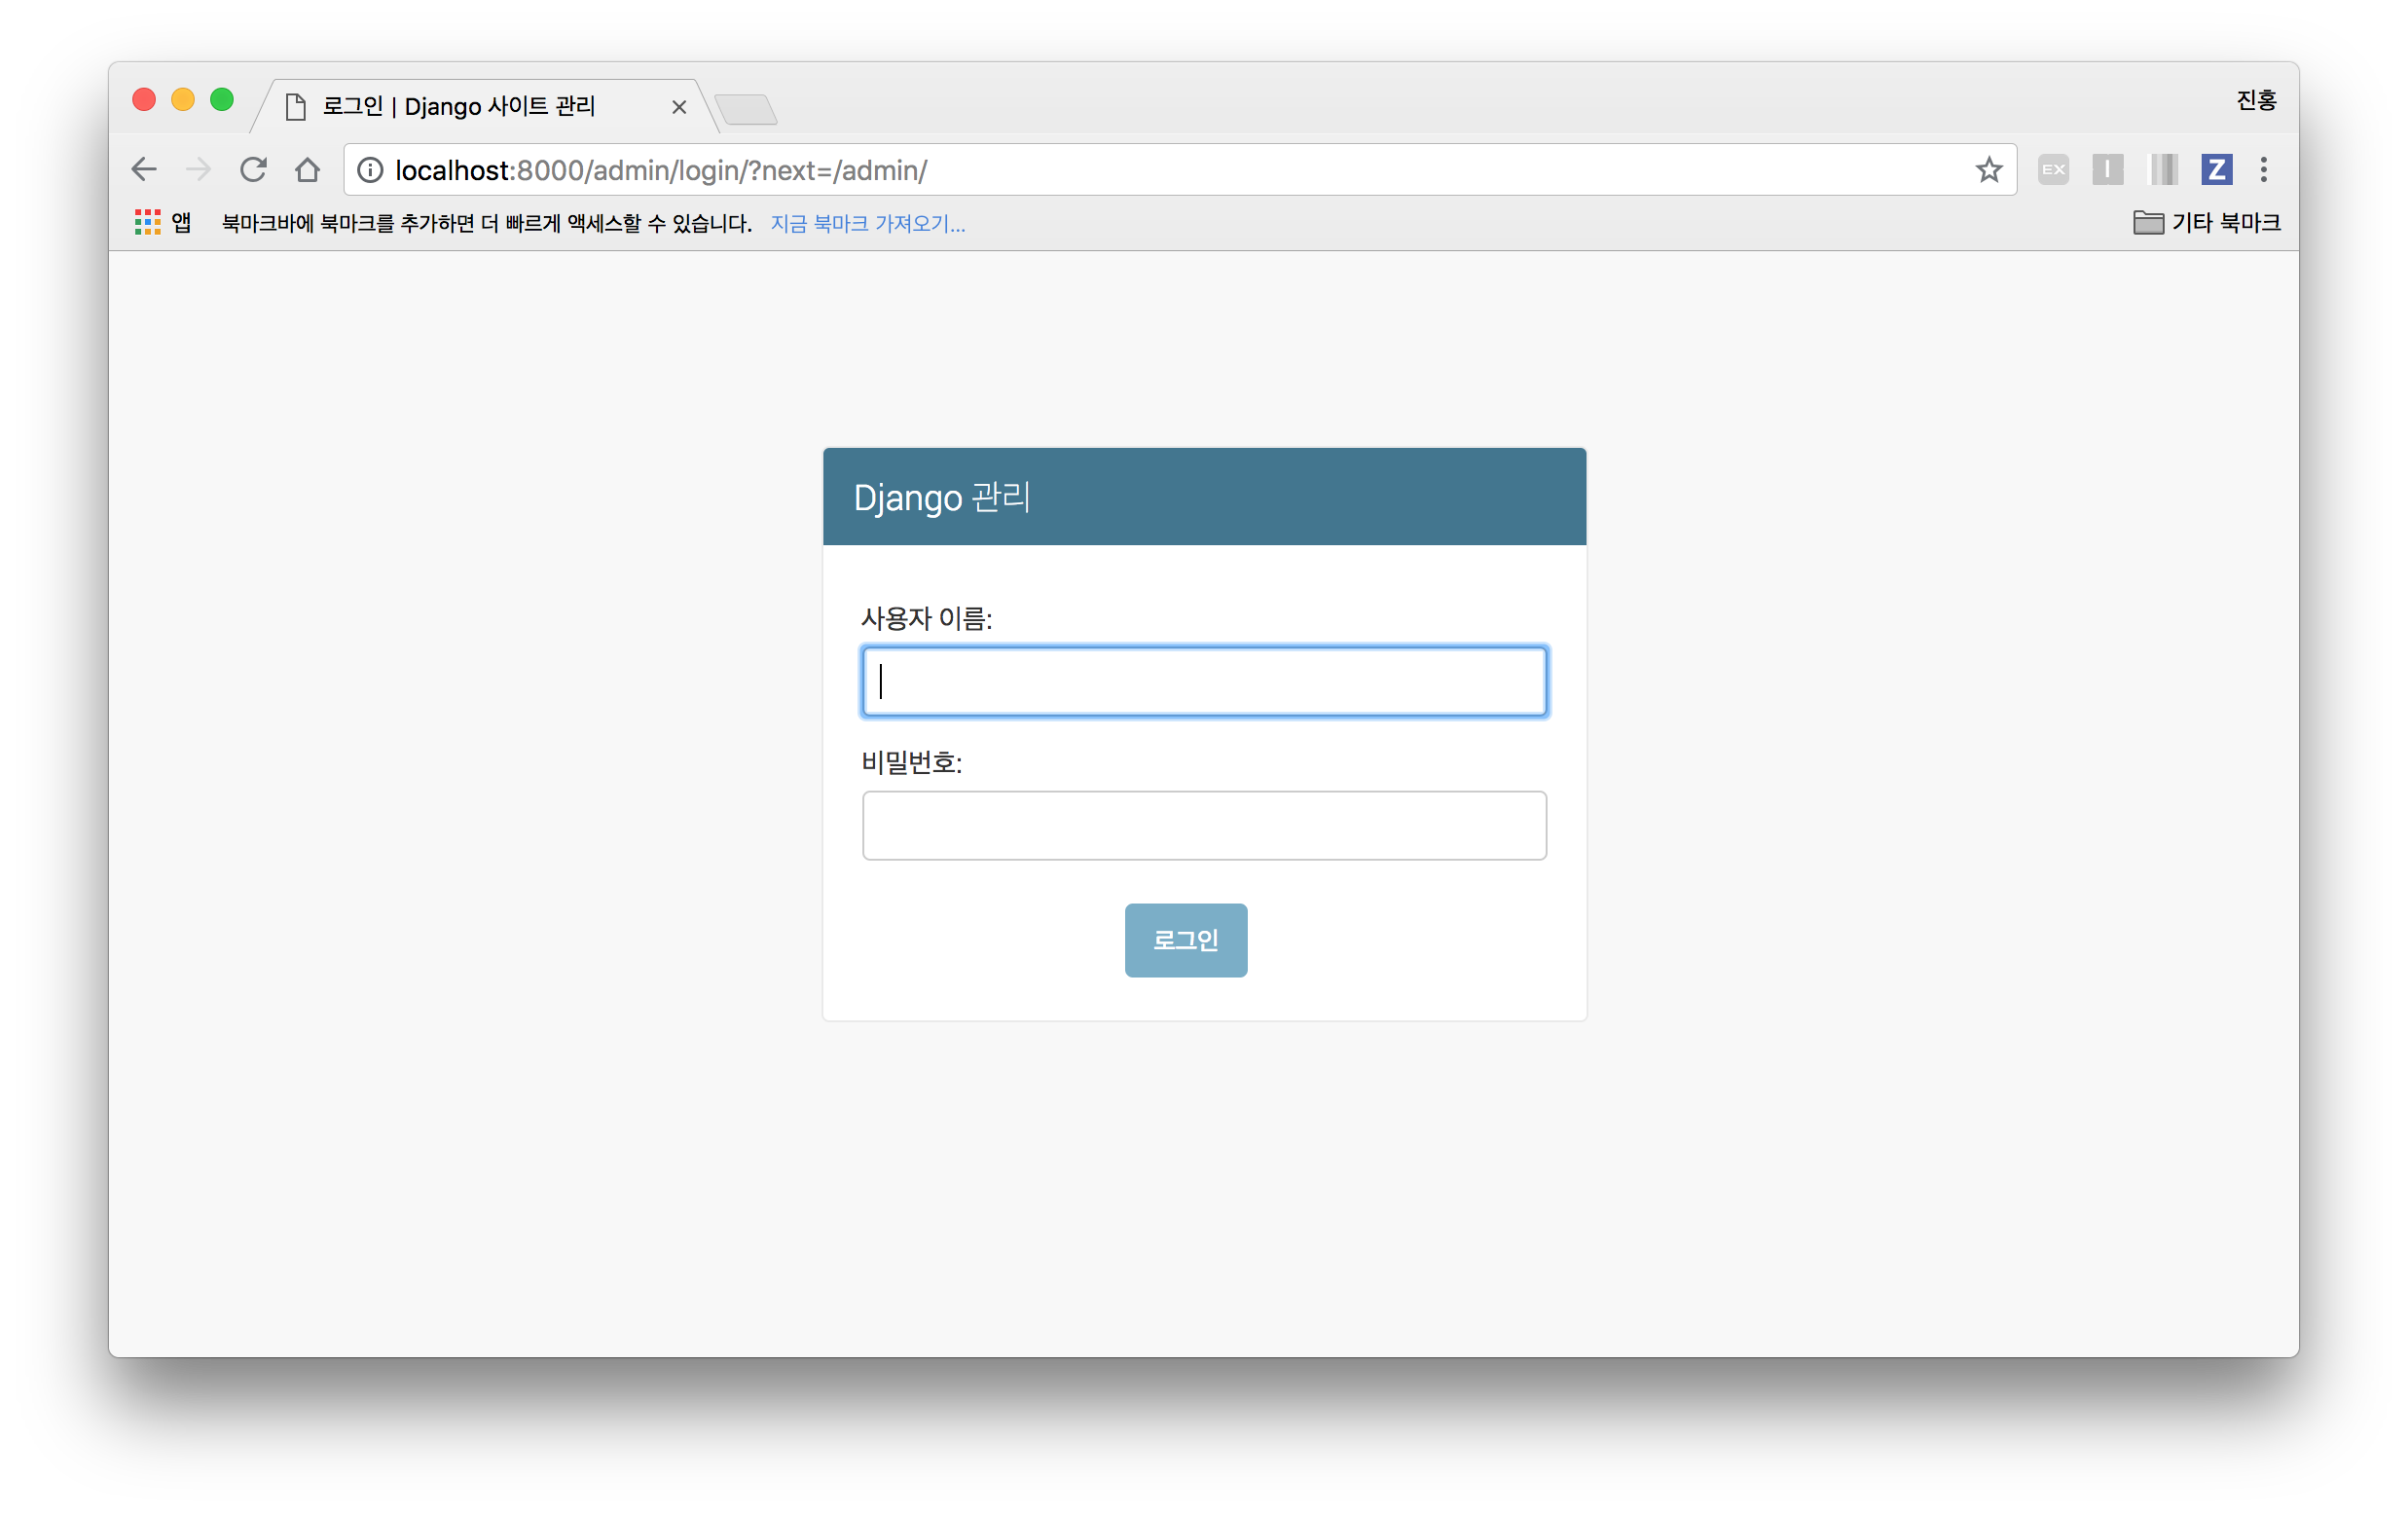 로그인 | Django 사이트 관리
진홍
localhost:8000/admin/login/?next=/admin/
EX
I
Z
앱 북마크바에 북마크를 추가하면 더 빠르게 액세스할 수 있습니다. 지금 북마크 가져오기... 기타 북마크
Django 관리
사용자 이름:
비밀번호:
로그인